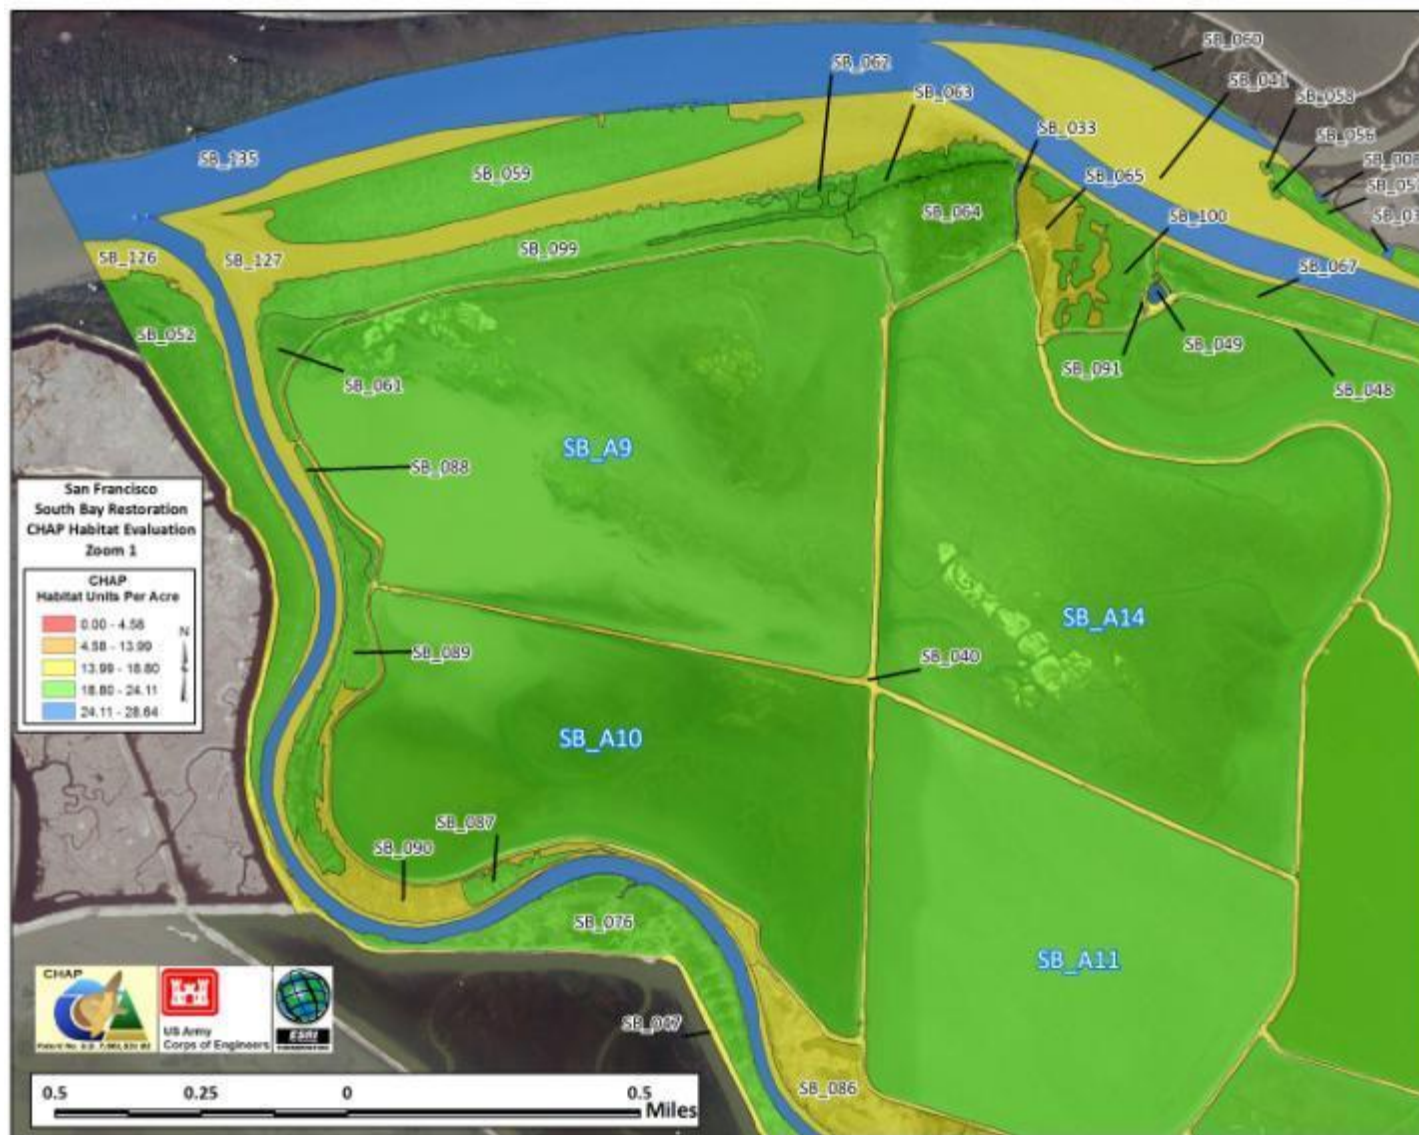 SB_060
SB_062
SB_041
SB_063
SB_058
SB_033
SB_056
SB_135
SB_008
SB_059
SB_065
SB_064
SB_100
SB_099
SB_126
SB_127
SB_067
SB_052
SB_049
SB_091
SB_061
SB_048
SB_A9
SB_088
San Francisco
South Bay Restoration
CHAP Habitat Evaluation
Zoom 1
CHAP
Habitat Units Per Acre
0.00 - 4.58
4.58 - 13.99
13.99 - 18.80
18.80 - 24.11
24.11 - 28.64
N
SB_A14
SB_089
SB_040
SB_A10
SB_087
SB_090
SB_076
SB_A11
CHAP
US Army
Corps of Engineers
ESRI
SB_047
SB_086
0.5 0.25 0 0.5
Miles